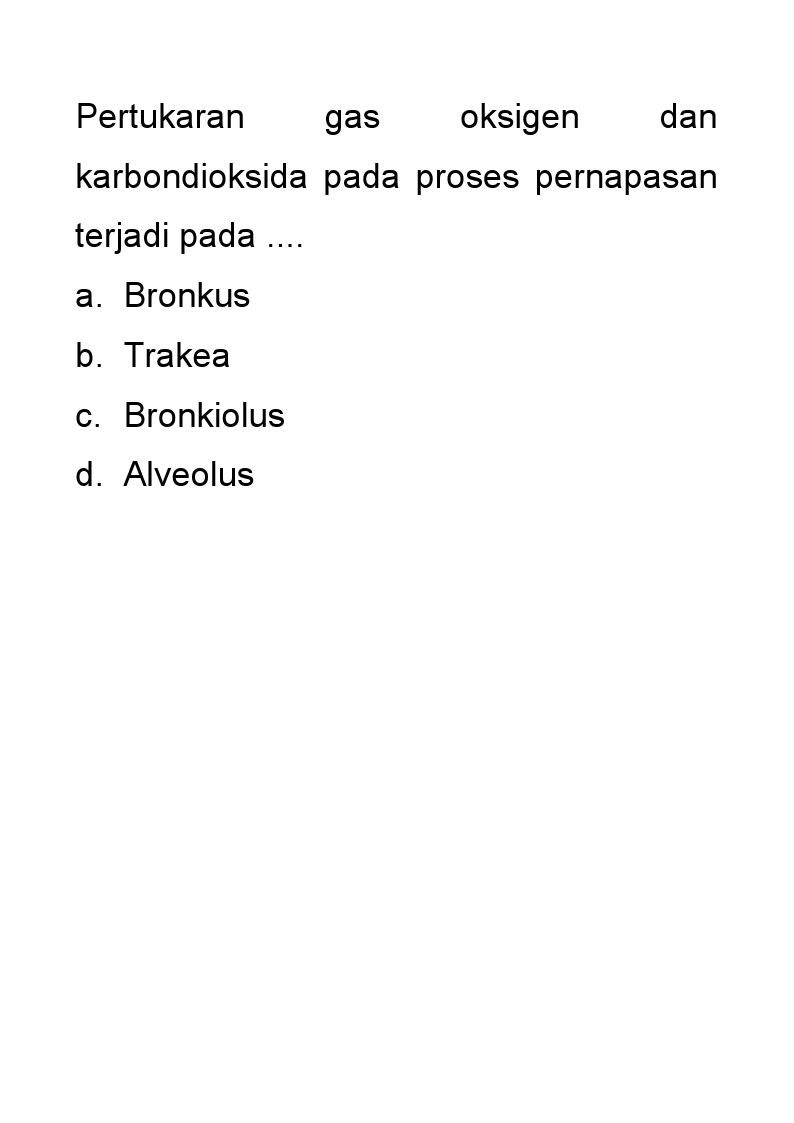 Pertukaran gas oksigen dan
karbondioksida pada proses pernapasan
terjadi pada ....
a. Bronkus
b. Trakea
c. Bronkiolus
d. Alveolus